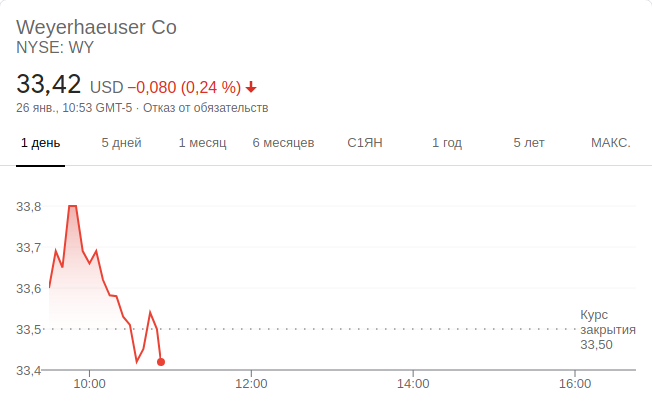 Weyerhaeuser Co
NYSE: WY
33,42 USD −0,080 (0,24 %)
26 янв., 10:53 GMT-5 · Отказ от обязательств
1 день 5 дней 1 месяц 6 месяцев С1ЯН 1 год 5 лет МАКС.
33,8
33,7
33,6
33,5
33,4
Курс
закрытия
33,50
10:00 12:00 14:00 16:00